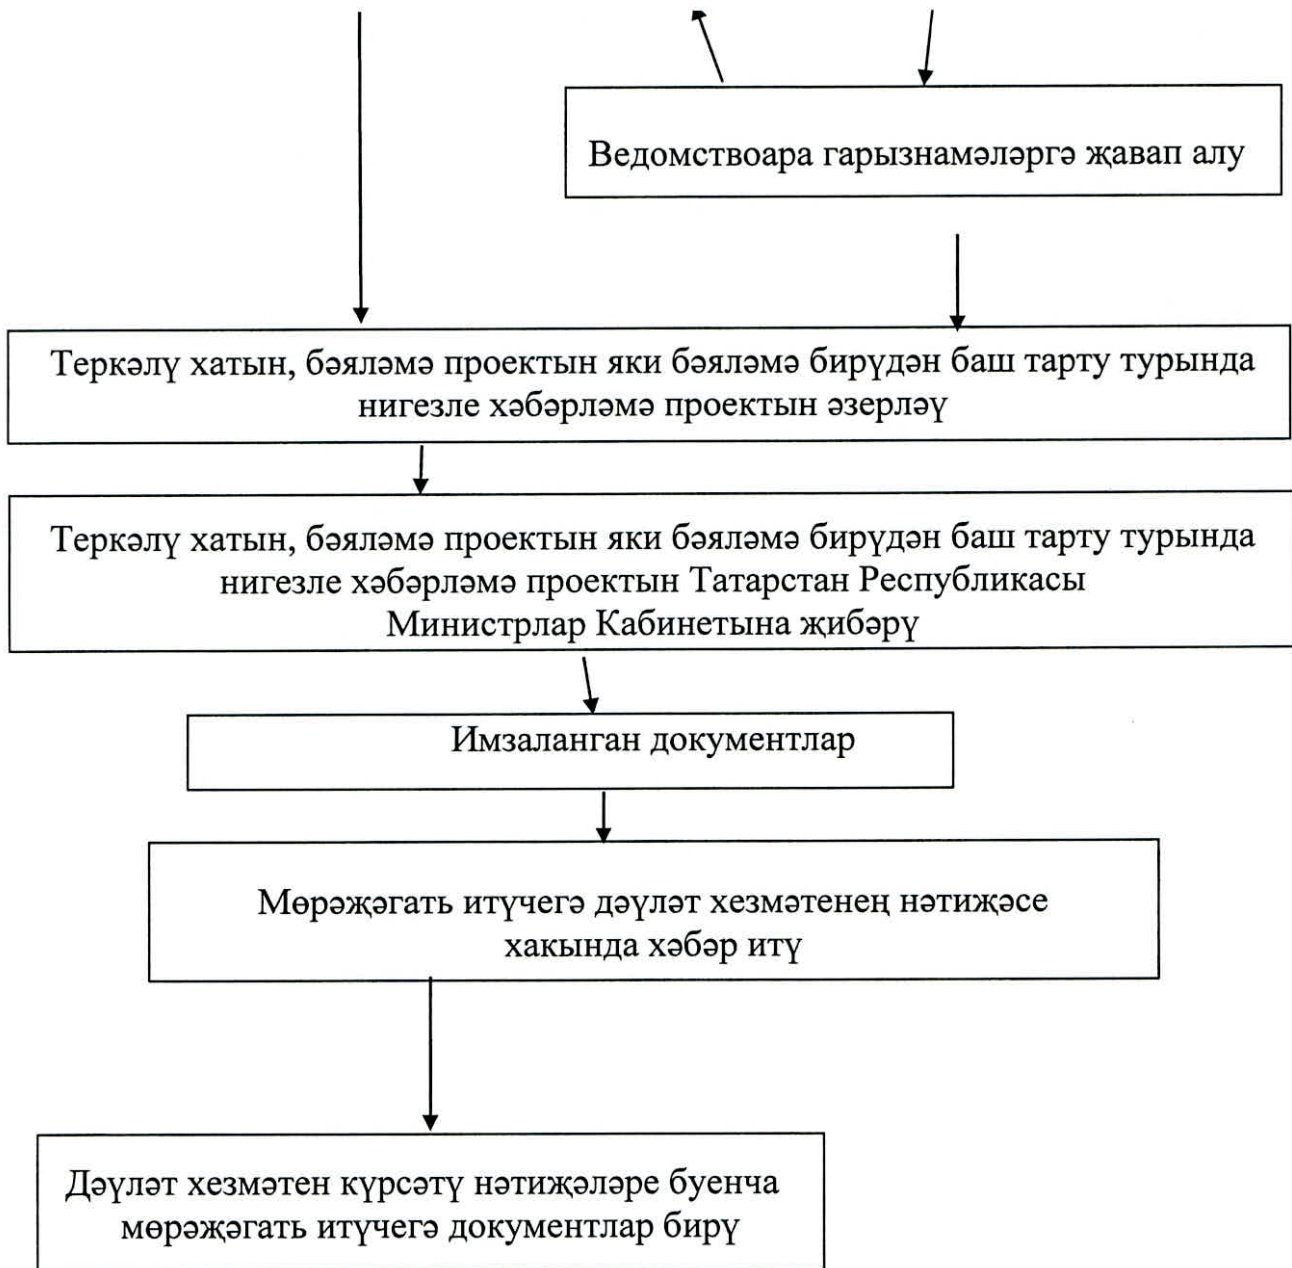 Ведомствоара гарызнамәләргә җавап алу
Теркәлү хатын, бәяләмә проектын яки бәяләмә бирүдән баш тарту турында
нигезле хәбәрләмә проектын әзерләү
Теркәлү хатын, бәяләмә проектын яки бәяләмә бирүдән баш тарту турында
нигезле хәбәрләмә проектын Татарстан Республикасы
Министрлар Кабинетына җибәрү
Имзаланган документлар
Мөрәҗәгать итүчегә дәүләт хезмәтенең нәтиҗәсе
хакында хәбәр итү
Дәүләт хезмәтен күрсәтү нәтиҗәләре буенча
мөрәҗәгать итүчегә документлар бирү